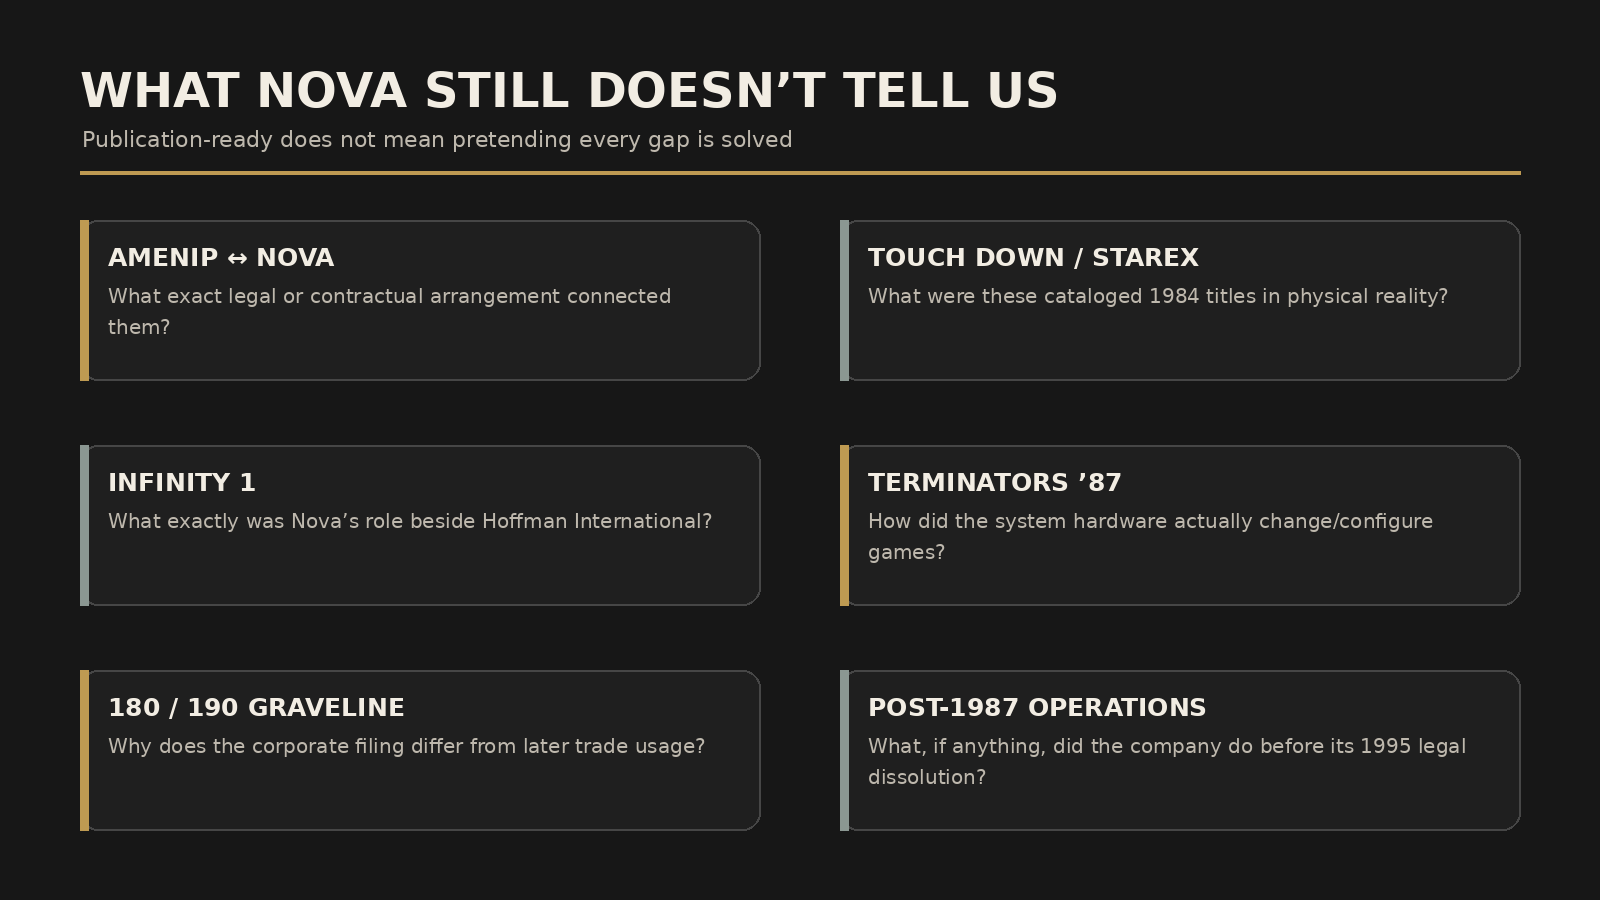 WHAT NOVA STILL DOESN’T TELL US
Publication-ready does not mean pretending every gap is solved
AMENIP ↔ NOVA
What exact legal or contractual arrangement connected
them?
TOUCH DOWN / STAREX
What were these cataloged 1984 titles in physical reality?
INFINITY 1
What exactly was Nova’s role beside Hoffman International?
TERMINATORS ’87
How did the system hardware actually change/configure
games?
180 / 190 GRAVELINE
Why does the corporate filing differ from later trade usage?
POST-1987 OPERATIONS
What, if anything, did the company do before its 1995 legal
dissolution?